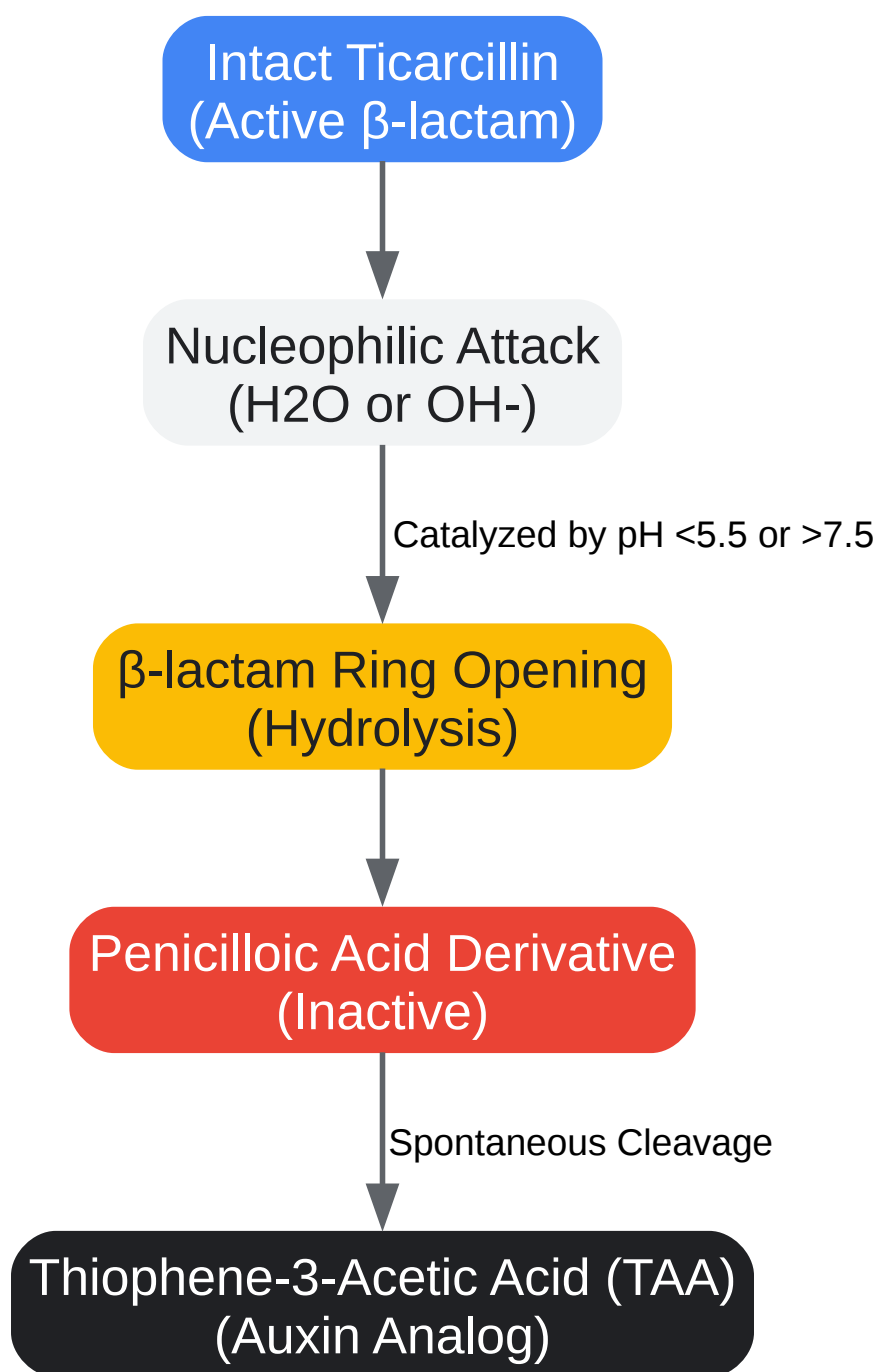 Intact Ticarcillin
(Active β-lactam)
Nucleophilic Attack
(H2O or OH-)
Catalyzed by pH <5.5 or >7.5
β-lactam Ring Opening
(Hydrolysis)
Penicilloic Acid Derivative
(Inactive)
Spontaneous Cleavage
Thiophene-3-Acetic Acid (TAA)
(Auxin Analog)